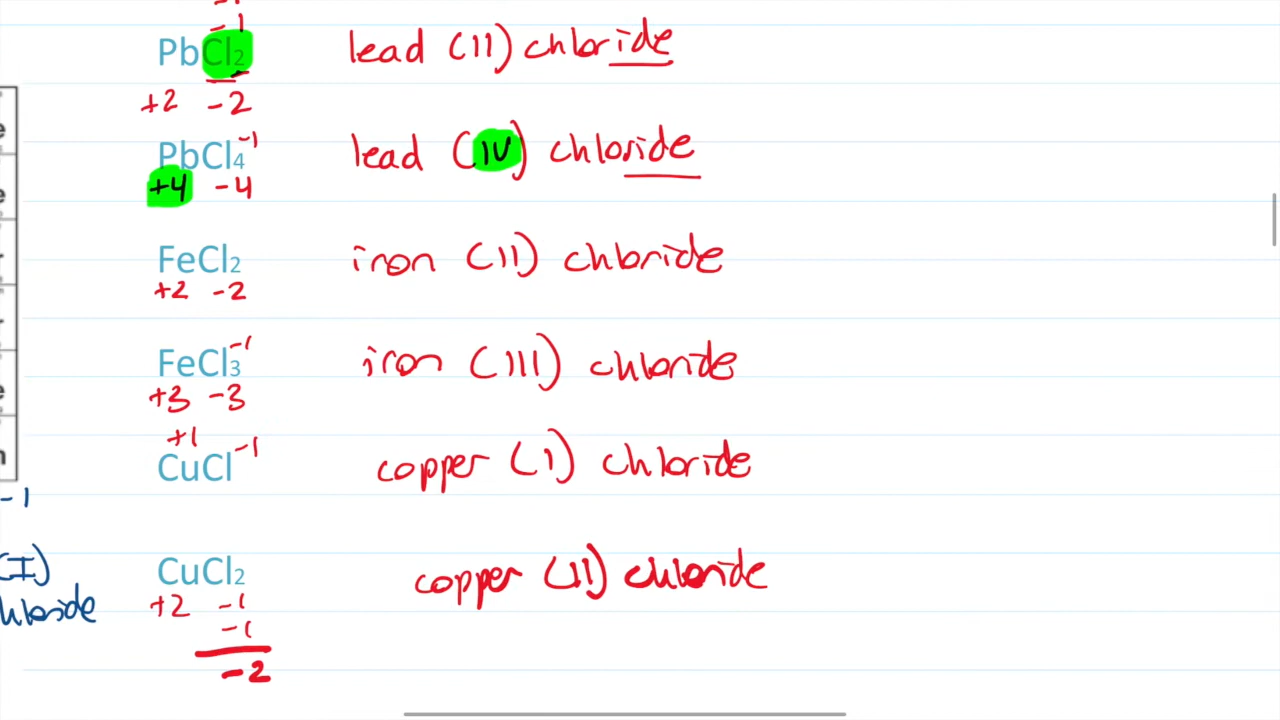 -1
PbCl2 lead (II) chloride
+2 -2
PbCl4 -1 lead (IV) chloride
+4 -4
FeCl2 iron (II) chloride
+2 -2
FeCl3 -1 iron (III) chloride
+3 -3
+1
CuCl -1 copper (I) chloride
-1
(I)
CuCl2 copper (II) chloride
+2 -1
-1
-2